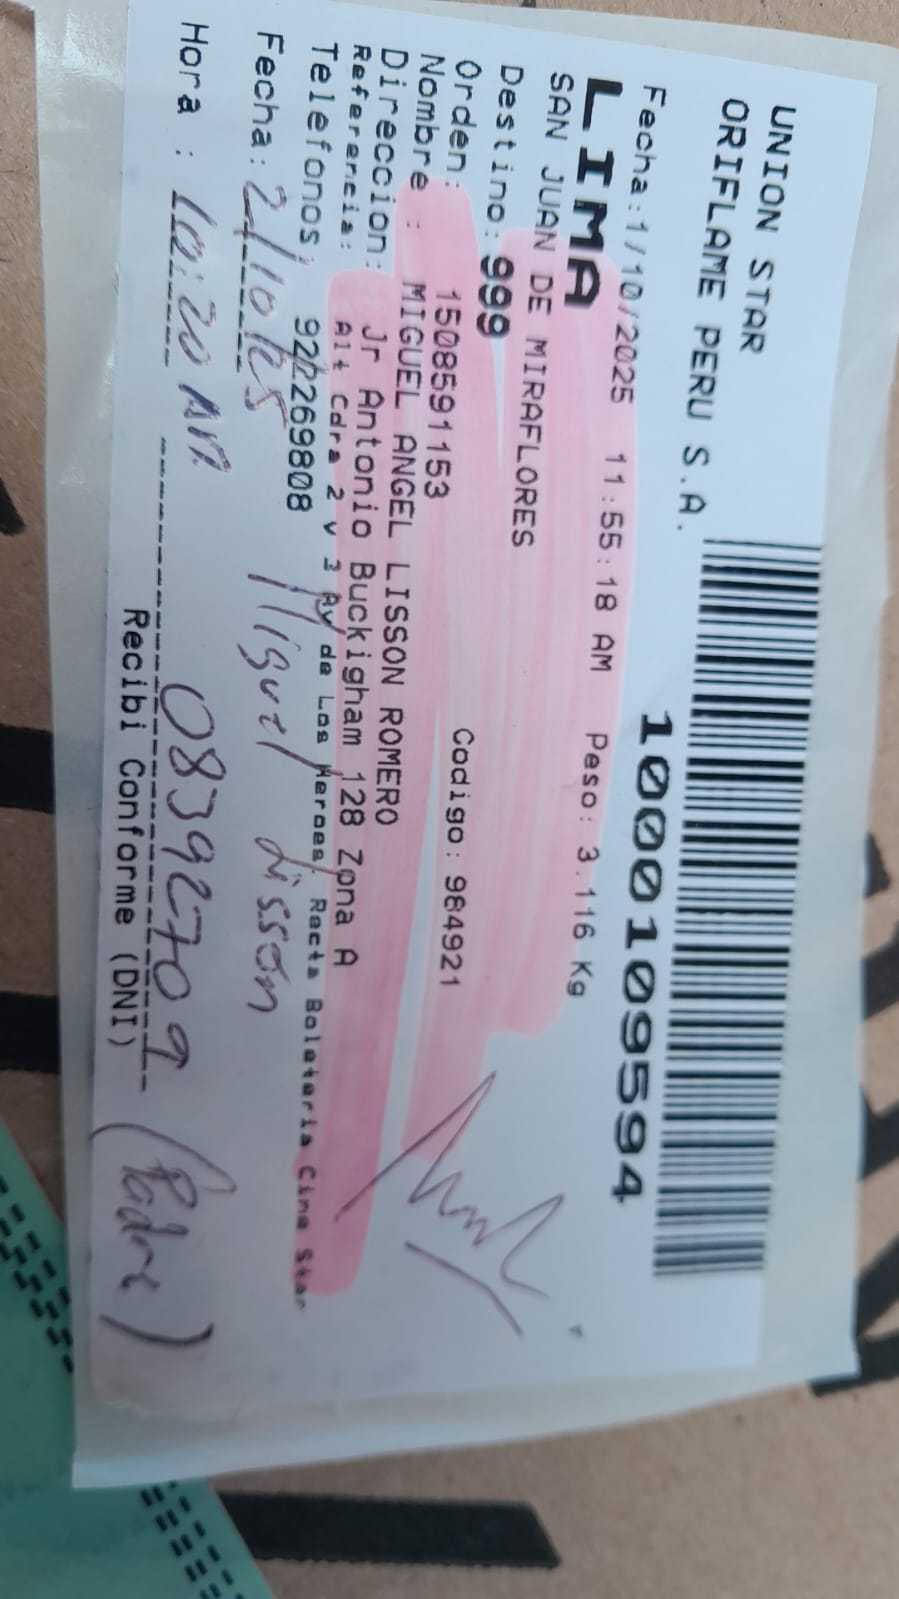 UNION STAR
ORIFLAME PERU S.A.
1000109594
Fecha:1/10/2025 11:55:18 AM Peso: 3.116 Kg
LIMA
SAN JUAN DE MIRAFLORES
Destino: 999
Orden: 1508591153 Codigo: 984921
Nombre : MIGUEL ANGEL LISSON ROMERO
Direccion: Jr Antonio Buckigham 128 Zona A
Referencia: Alt Cdra 2 y 3 Av de Los Heroes Recta Boleteria Cine Star
Telefonos: 922269808
Fecha: 2/10/25 Miguel Lisson
Hora : 10:20 AM 08392709 (Padre)
Recibi Conforme (DNI)